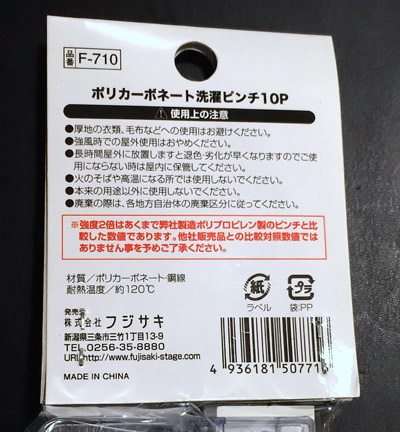 品番 F-710
ポリカーボネート洗濯ピンチ10P
⚠使用上の注意
●厚地の衣類、毛布などへの使用はお避けください。
●強風時での屋外使用はおやめください。
●長時間屋外に放置しますと退色・劣化が早くなりますのでご使用にならない時は屋内に保管してください。
●火のそばや高温になる所では使用しないでください。
●本来の用途以外に使用しないでください。
●廃棄の際は、各地方自治体の廃棄区分に従ってください。
※強度2倍はあくまで弊社製造ポリプロピレン製のピンチと比
較した数値であります。他社販売品との比較対照数値では
ありません事を予めご了承ください。
材質/ポリカーボネート・鋼線
耐熱温度/約120℃
紙
ラベル
プラ
袋:PP
発売元
株式会社フジサキ
新潟県三条市三竹1丁目13-9
TEL 0256-35-8880
URL http://www.fujisaki-stage.com
MADE IN CHINA
4 936181 50771